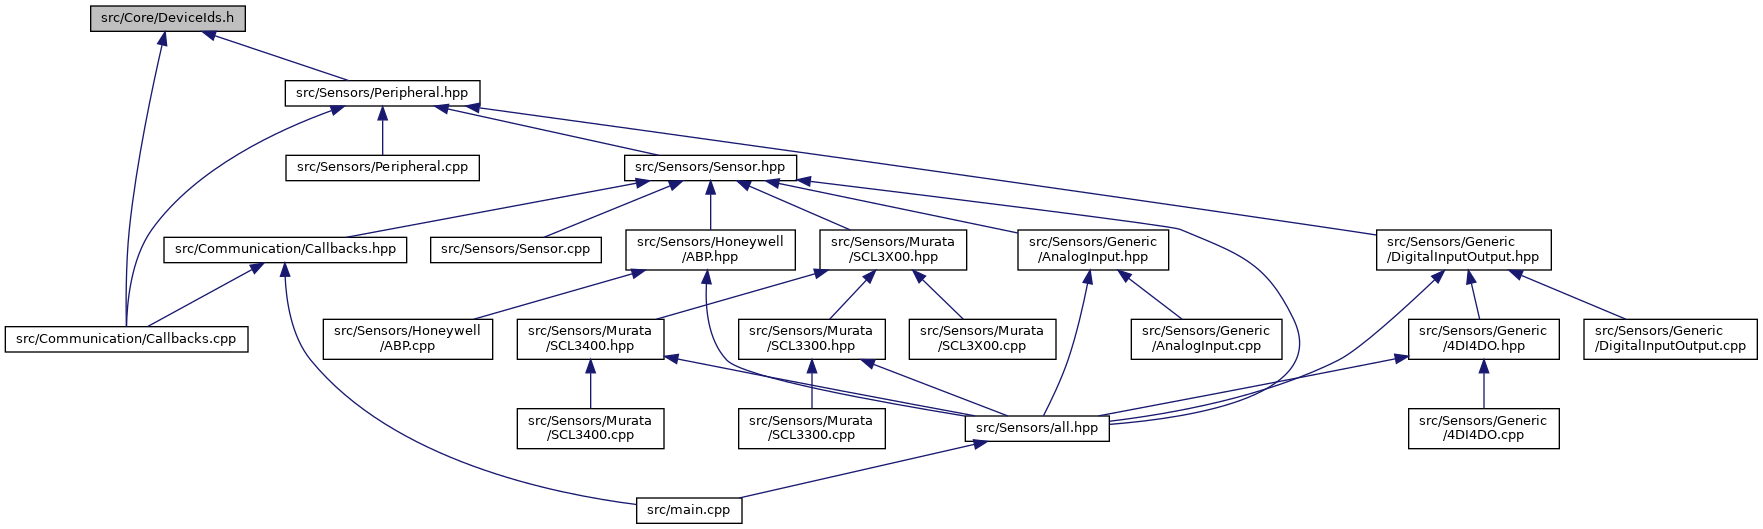 src/Core/DeviceIds.h
src/Sensors/Peripheral.hpp
src/Sensors/Peripheral.cpp
src/Sensors/Sensor.hpp
src/Communication/Callbacks.hpp
src/Sensors/Sensor.cpp
src/Sensors/Honeywell
/ABP.hpp
src/Sensors/Murata
/SCL3X00.hpp
src/Sensors/Generic
/AnalogInput.hpp
src/Sensors/Generic
/DigitalInputOutput.hpp
src/Communication/Callbacks.cpp
src/Sensors/Honeywell
/ABP.cpp
src/Sensors/Murata
/SCL3400.hpp
src/Sensors/Murata
/SCL3300.hpp
src/Sensors/Murata
/SCL3X00.cpp
src/Sensors/Generic
/AnalogInput.cpp
src/Sensors/Generic
/4DI4DO.hpp
src/Sensors/Generic
/DigitalInputOutput.cpp
src/Sensors/Murata
/SCL3400.cpp
src/Sensors/Murata
/SCL3300.cpp
src/Sensors/all.hpp
src/Sensors/Generic
/4DI4DO.cpp
src/main.cpp